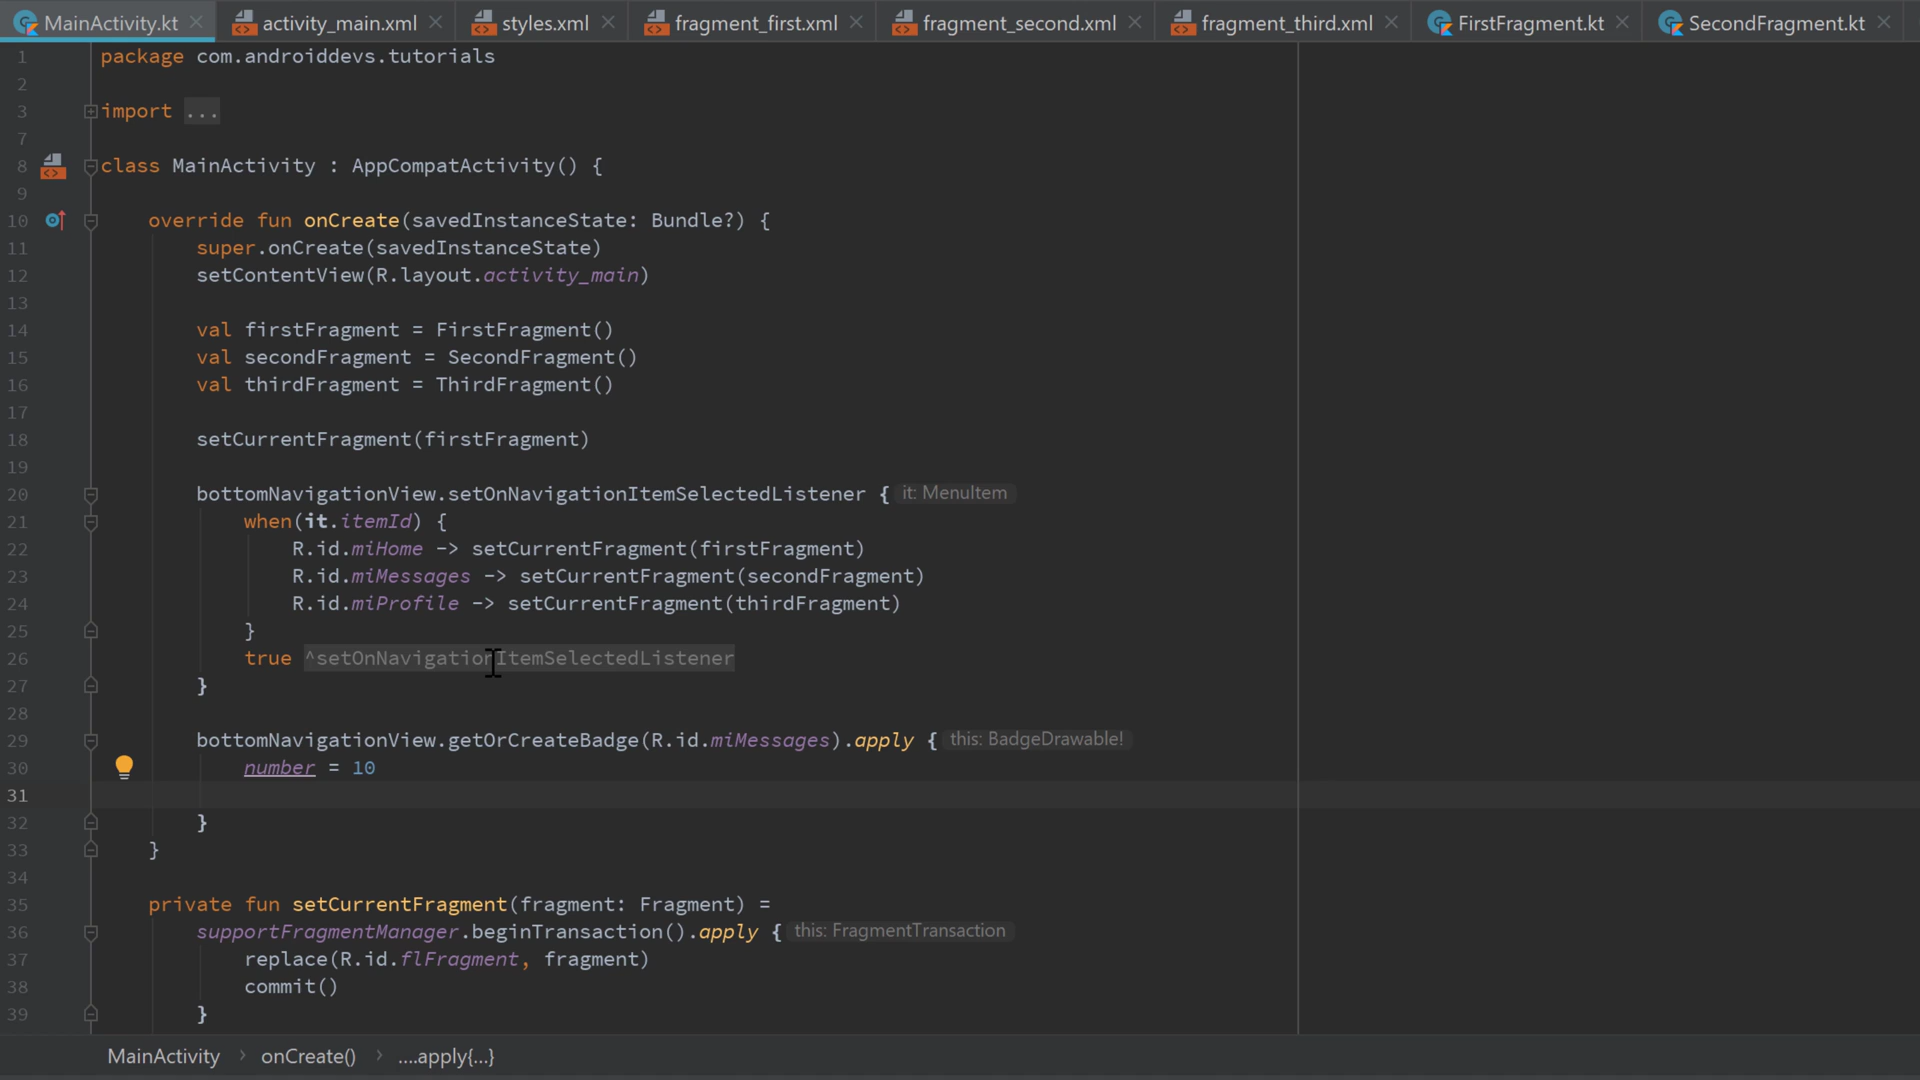 MainActivity.kt activity_main.xml styles.xml fragment_first.xml fragment_second.xml fragment_third.xml FirstFragment.kt SecondFragment.kt
1 package com.androiddevs.tutorials
2
3 import ...
7
8 class MainActivity : AppCompatActivity() {
9
10 override fun onCreate(savedInstanceState: Bundle?) {
11 super.onCreate(savedInstanceState)
12 setContentView(R.layout.activity_main)
13
14 val firstFragment = FirstFragment()
15 val secondFragment = SecondFragment()
16 val thirdFragment = ThirdFragment()
17
18 setCurrentFragment(firstFragment)
19
20 bottomNavigationView.setOnNavigationItemSelectedListener { it: MenuItem
21 when(it.itemId) {
22 R.id.miHome -> setCurrentFragment(firstFragment)
23 R.id.miMessages -> setCurrentFragment(secondFragment)
24 R.id.miProfile -> setCurrentFragment(thirdFragment)
25 }
26 true ^setOnNavigationItemSelectedListener
27 }
28
29 bottomNavigationView.getOrCreateBadge(R.id.miMessages).apply { this: BadgeDrawable!
30 number = 10
31
32 }
33 }
34
35 private fun setCurrentFragment(fragment: Fragment) =
36 supportFragmentManager.beginTransaction().apply { this: FragmentTransaction
37 replace(R.id.flFragment, fragment)
38 commit()
39 }
MainActivity › onCreate() › ....apply{...}